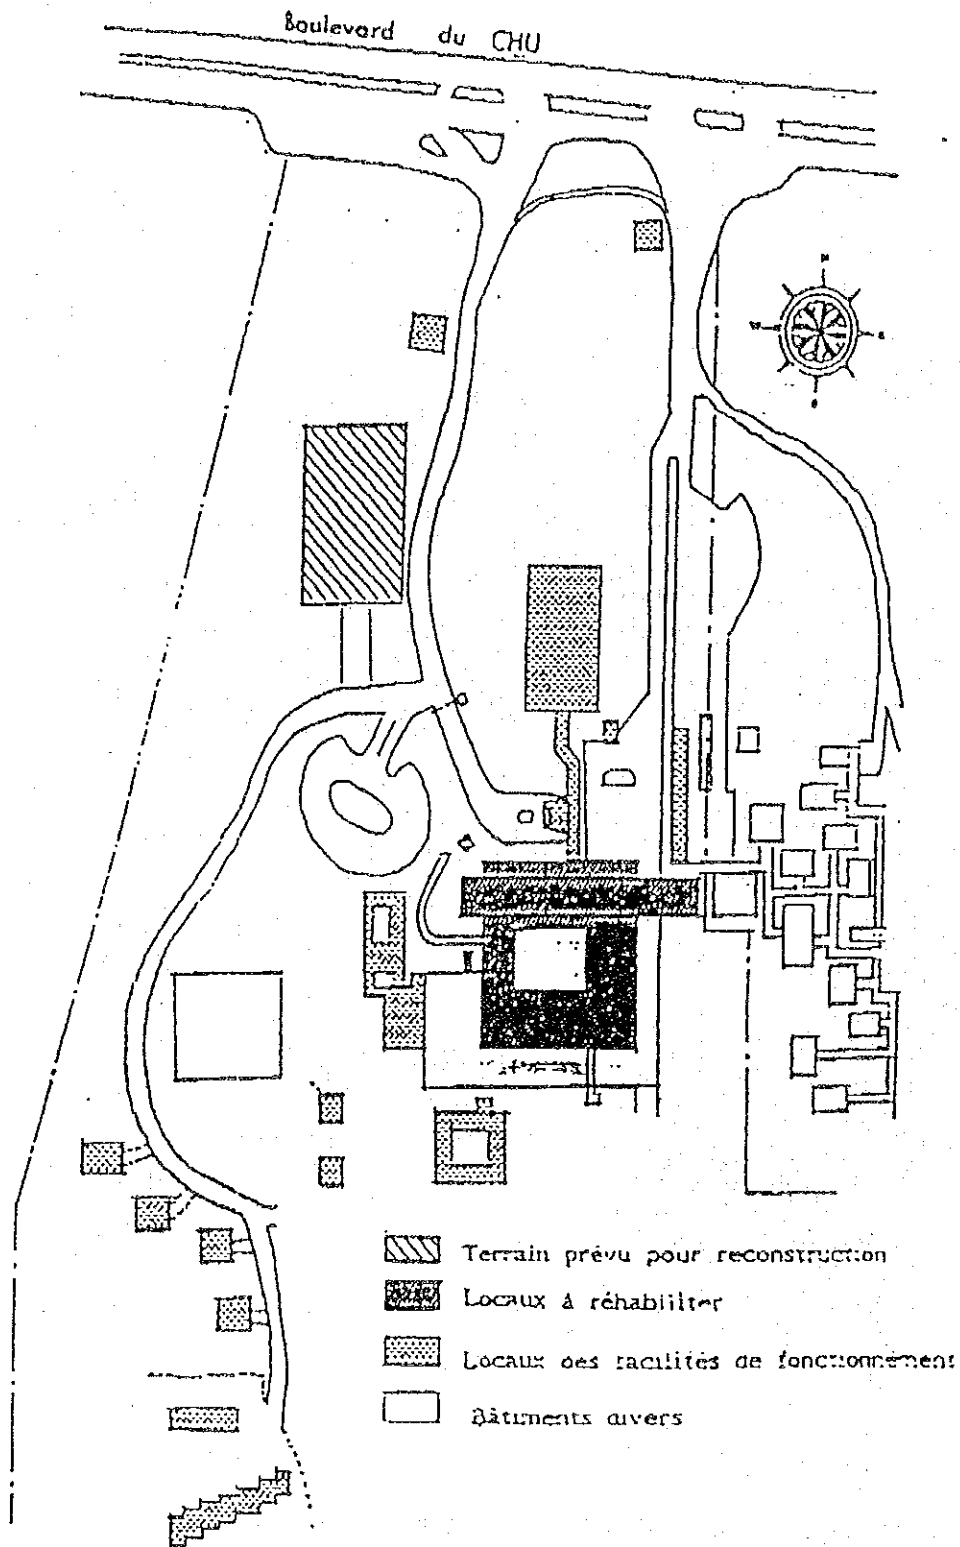 Boulevard du CHU
N
W
E
S
Terrain prévu pour reconstruction
Locaux à réhabiliter
Locaux des facilités de fonctionnement
Bâtiments divers